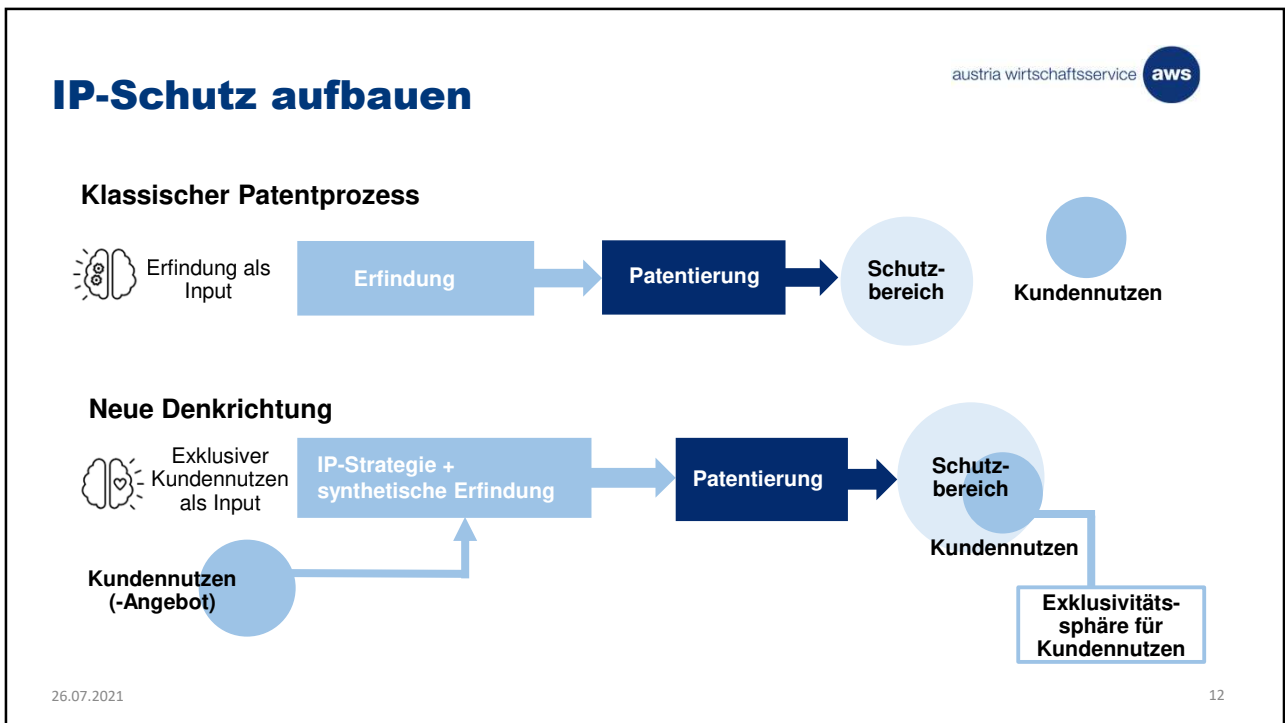 austria wirtschaftsservice aws
IP-Schutz aufbauen
Klassischer Patentprozess
Erfindung als
Input
Erfindung
Patentierung
Schutz-
bereich
Kundennutzen
Neue Denkrichtung
Exklusiver
Kundennutzen
als Input
IP-Strategie +
synthetische Erfindung
Patentierung
Schutz-
bereich
Kundennutzen
Kundennutzen
(-Angebot)
Exklusivitäts-
sphäre für
Kundennutzen
26.07.2021
12